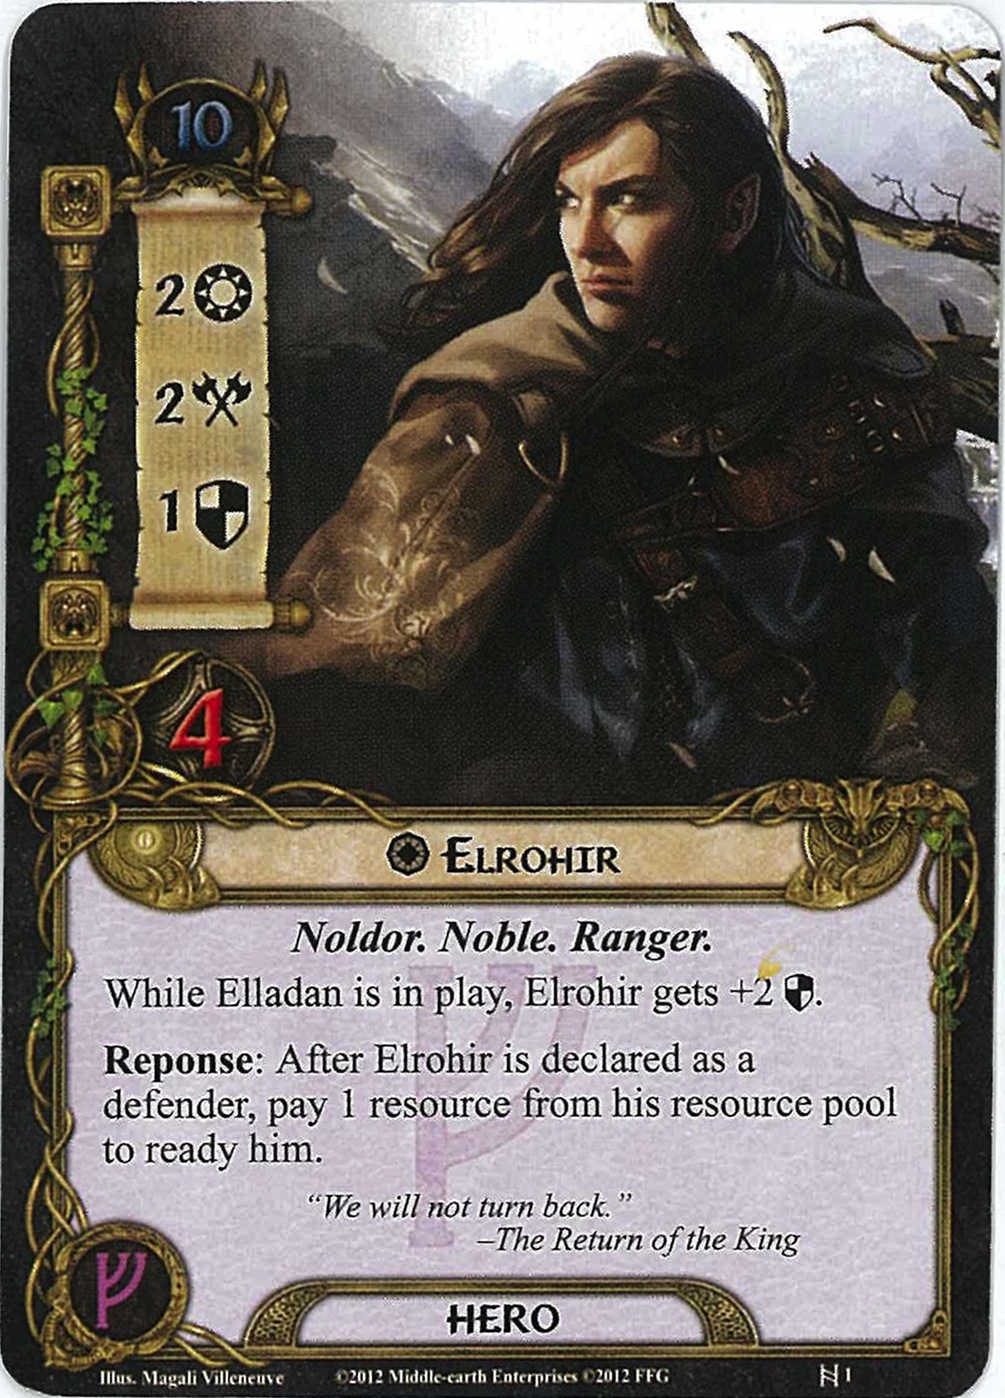 10
2
2
1
4
ELROHIR
Noldor. Noble. Ranger.
While Elladan is in play, Elrohir gets +2 .
Reponse: After Elrohir is declared as a
defender, pay 1 resource from his resource pool
to ready him.
“We will not turn back.”
–The Return of the King
HERO
Illus. Magali Villeneuve ©2012 Middle-earth Enterprises ©2012 FFG 1